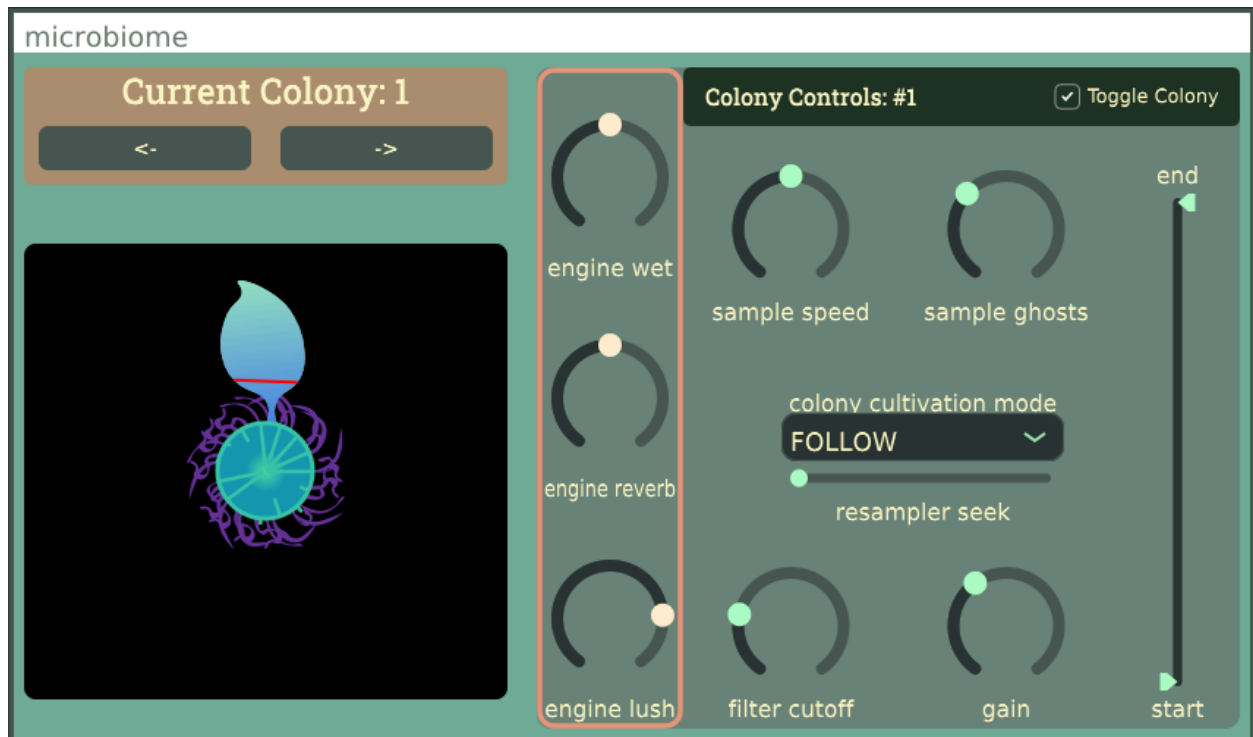 microbiome
Current Colony: 1
<- ->
engine wet
engine reverb
engine lush
Colony Controls: #1
Toggle Colony
sample speed
sample ghosts
end
colony cultivation mode
FOLLOW
resampler seek
filter cutoff
gain
start